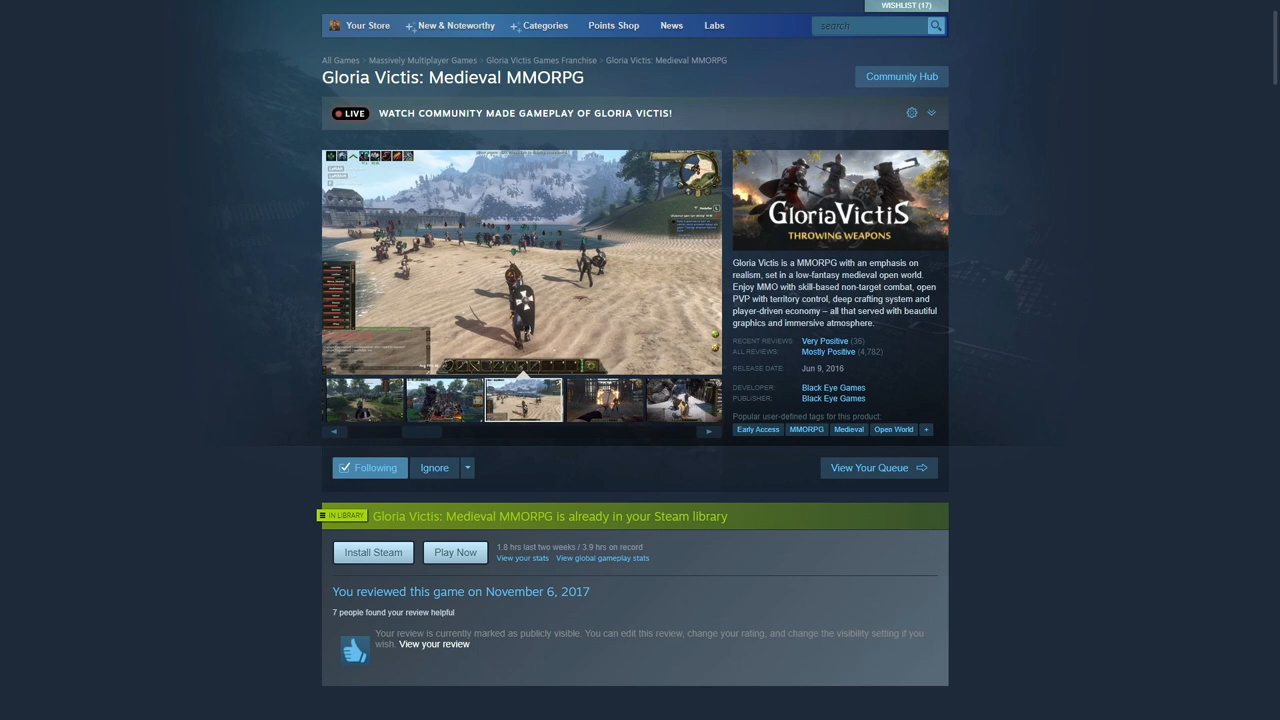 WISHLIST (17)
Your Store
New & Noteworthy
Categories
Points Shop
News
Labs
search
All Games > Massively Multiplayer Games > Gloria Victis Games Franchise > Gloria Victis: Medieval MMORPG
Gloria Victis: Medieval MMORPG
Community Hub
LIVE
WATCH COMMUNITY MADE GAMEPLAY OF GLORIA VICTIS!
GLORIA VICTIS
THROWING WEAPONS
Gloria Victis is a MMORPG with an emphasis on
realism, set in a low-fantasy medieval open world.
Enjoy MMO with skill-based non-target combat, open
PVP with territory control, deep crafting system and
player-driven economy – all that served with beautiful
graphics and immersive atmosphere.
RECENT REVIEWS: Very Positive (36)
ALL REVIEWS: Mostly Positive (4,782)
RELEASE DATE: Jun 9, 2016
DEVELOPER: Black Eye Games
PUBLISHER: Black Eye Games
Popular user-defined tags for this product:
Early Access MMORPG Medieval Open World +
Following
Ignore
View Your Queue
IN LIBRARY
Gloria Victis: Medieval MMORPG is already in your Steam library
Install Steam
Play Now
1.8 hrs last two weeks / 3.9 hrs on record
View your stats View global gameplay stats
You reviewed this game on November 6, 2017
7 people found your review helpful
Your review is currently marked as publicly visible. You can edit this review, change your rating, and change the visibility setting if you
wish. View your review